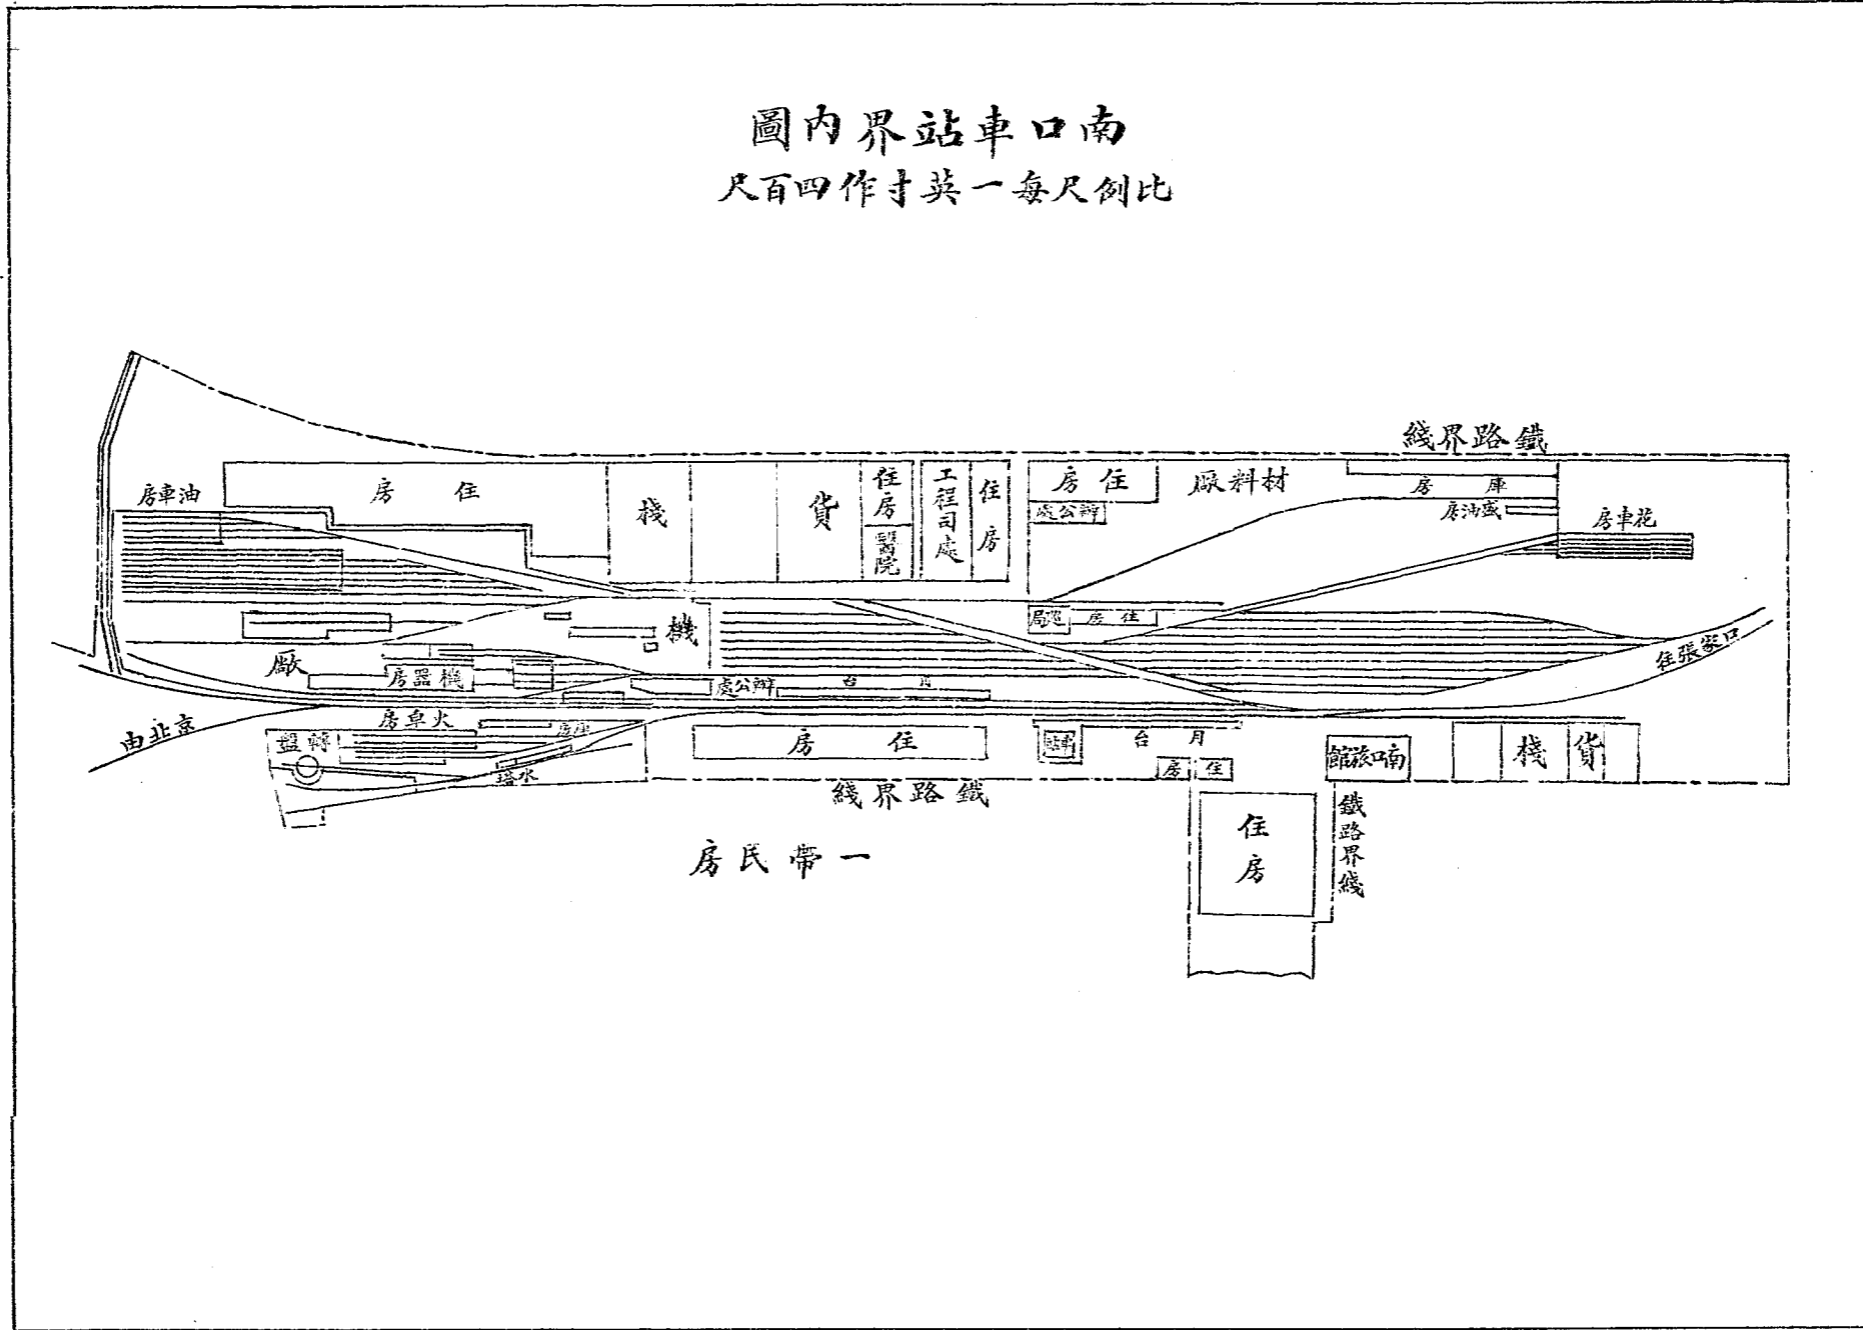 南口車站界內圖
比例尺每一英寸作四百尺
鐵路界綫
油車房
住房
貨棧
住房
醫院
工程司處
住房
住房
辦公處
材料廠
庫房
盛油房
花車房
機廠
住房
往張家口
機器房
辦公處
月台
由北京
火車房
庫房
轉盤
水塔
住房
車站
月台
住房
南口旅館
貨棧
鐵路界綫
鐵路界綫
住房
一帶民房